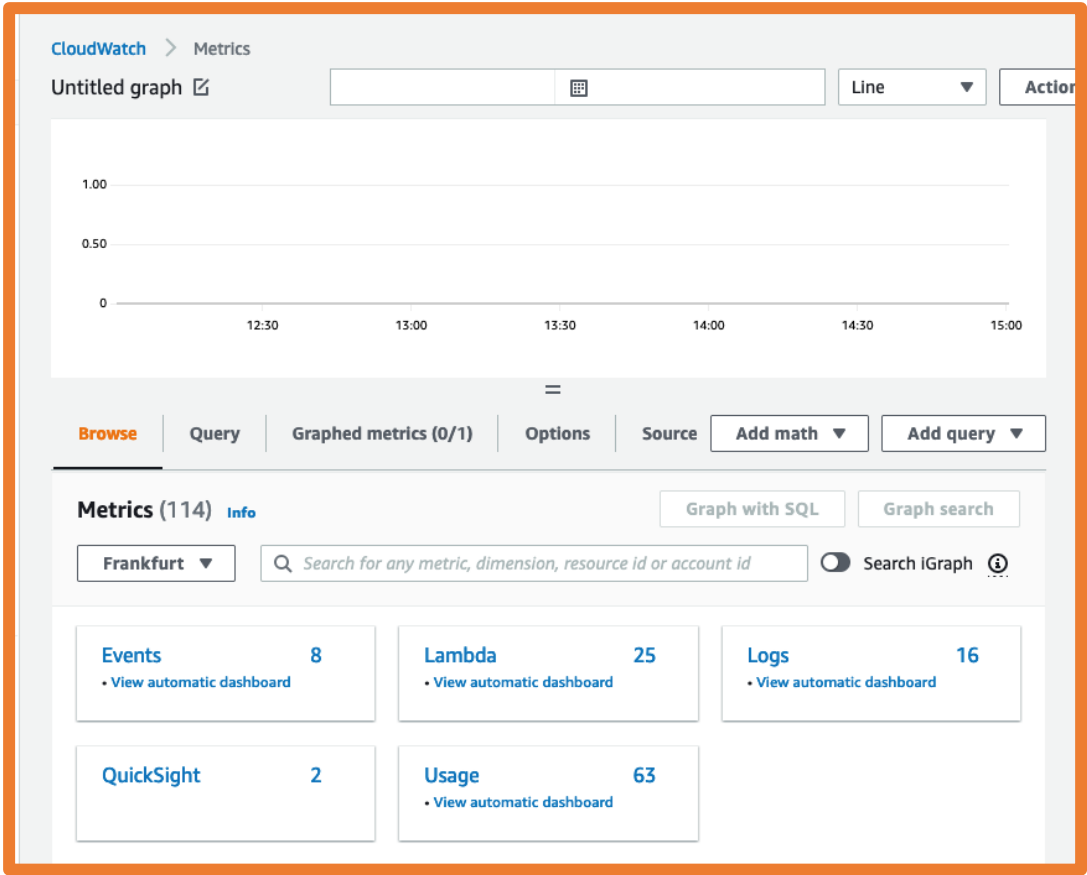 CloudWatch > Metrics
Untitled graph
Line
Action
1.00
0.50
0
12:30 13:00 13:30 14:00 14:30 15:00
Browse Query Graphed metrics (0/1) Options Source Add math Add query
Metrics (114) Info Graph with SQL Graph search
Frankfurt Search for any metric, dimension, resource id or account id Search iGraph
Events 8 Lambda 25 Logs 16
• View automatic dashboard • View automatic dashboard • View automatic dashboard
QuickSight 2 Usage 63
• View automatic dashboard